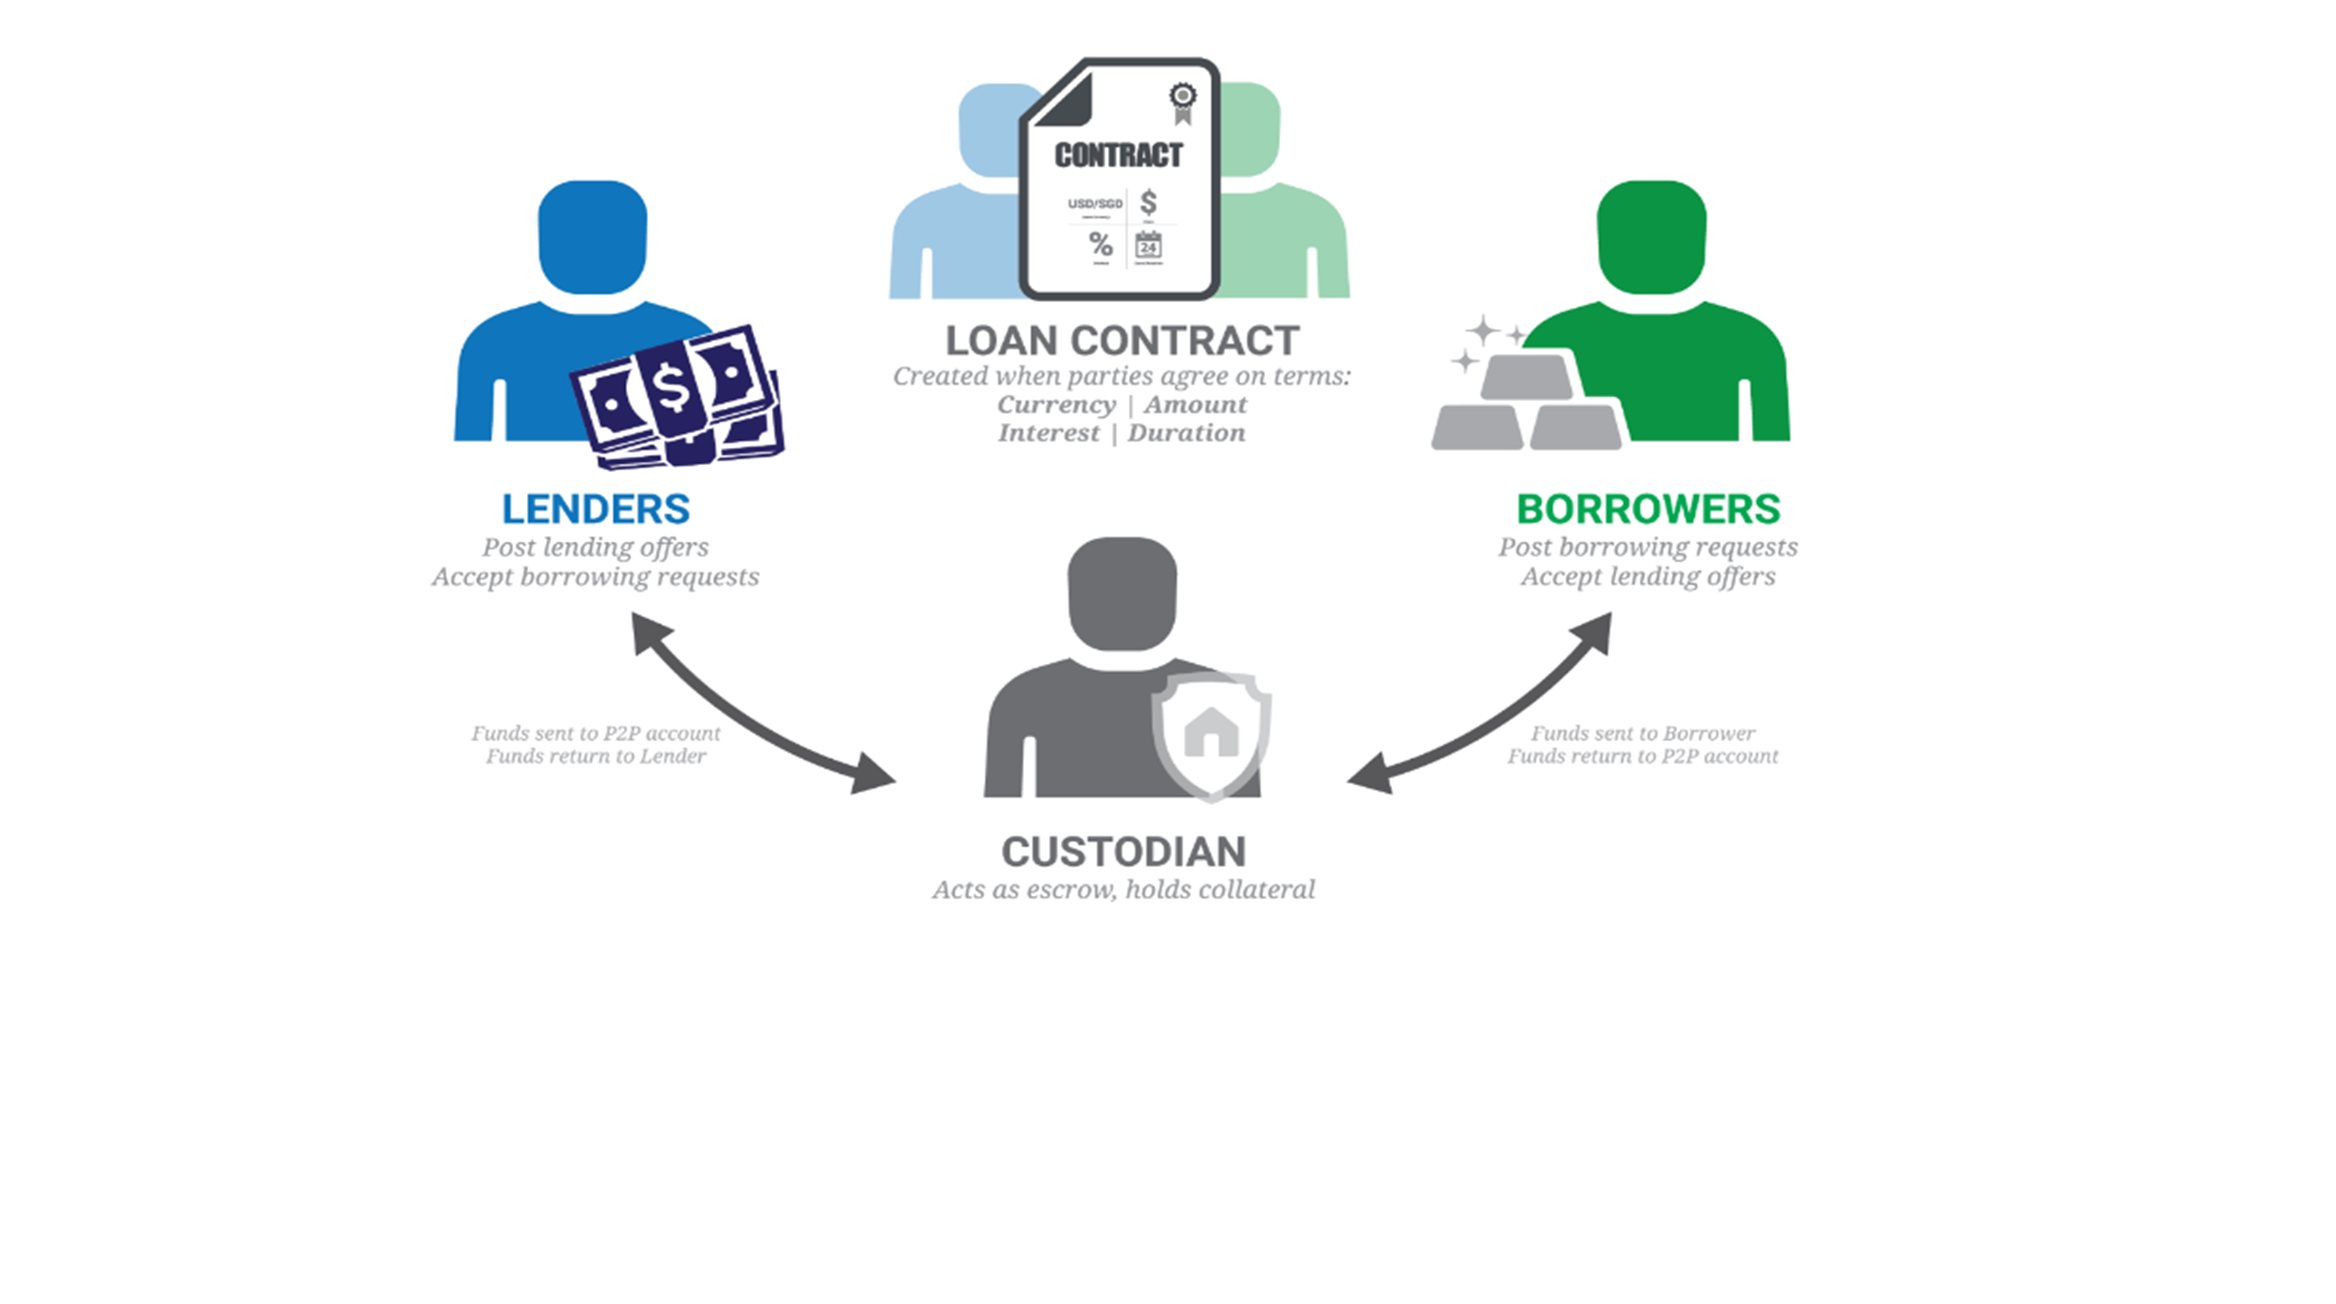 CONTRACT
USD/SGD
$
%
24
LOAN CONTRACT
Created when parties agree on terms:
Currency | Amount
Interest | Duration
$
LENDERS
Post lending offers
Accept borrowing requests
BORROWERS
Post borrowing requests
Accept lending offers
Funds sent to P2P account
Funds return to Lender
Funds sent to Borrower
Funds return to P2P account
CUSTODIAN
Acts as escrow, holds collateral